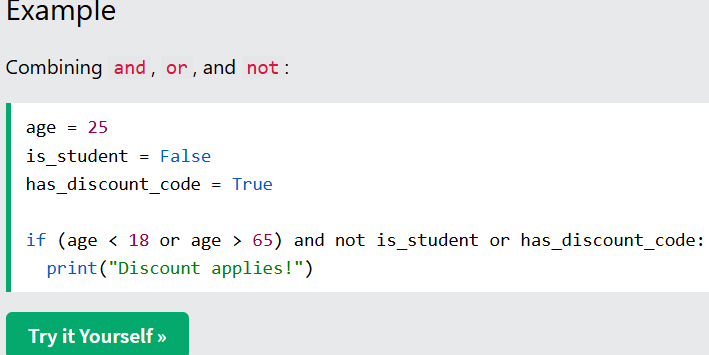 Example
Combining and, or, and not:
age = 25
is_student = False
has_discount_code = True
if (age < 18 or age > 65) and not is_student or has_discount_code:
print("Discount applies!")
Try it Yourself »